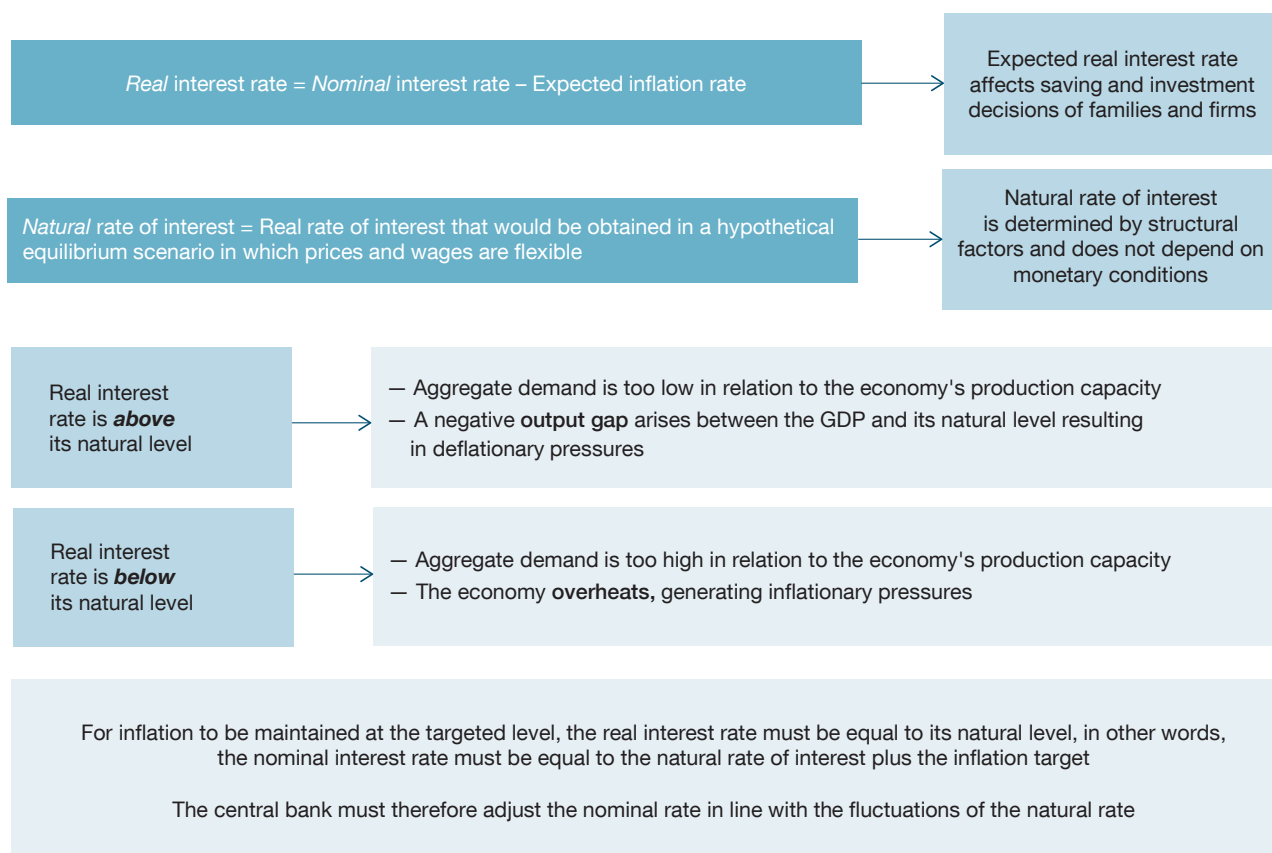 Real interest rate = Nominal interest rate – Expected inflation rate
Expected real interest rate
affects saving and investment
decisions of families and firms
Natural rate of interest = Real rate of interest that would be obtained in a hypothetical
equilibrium scenario in which prices and wages are flexible
Natural rate of interest
is determined by structural
factors and does not depend on
monetary conditions
Real interest
rate is above
its natural level
— Aggregate demand is too low in relation to the economy's production capacity
— A negative output gap arises between the GDP and its natural level resulting
in deflationary pressures
Real interest
rate is below
its natural level
— Aggregate demand is too high in relation to the economy's production capacity
— The economy overheats, generating inflationary pressures
For inflation to be maintained at the targeted level, the real interest rate must be equal to its natural level, in other words,
the nominal interest rate must be equal to the natural rate of interest plus the inflation target
The central bank must therefore adjust the nominal rate in line with the fluctuations of the natural rate